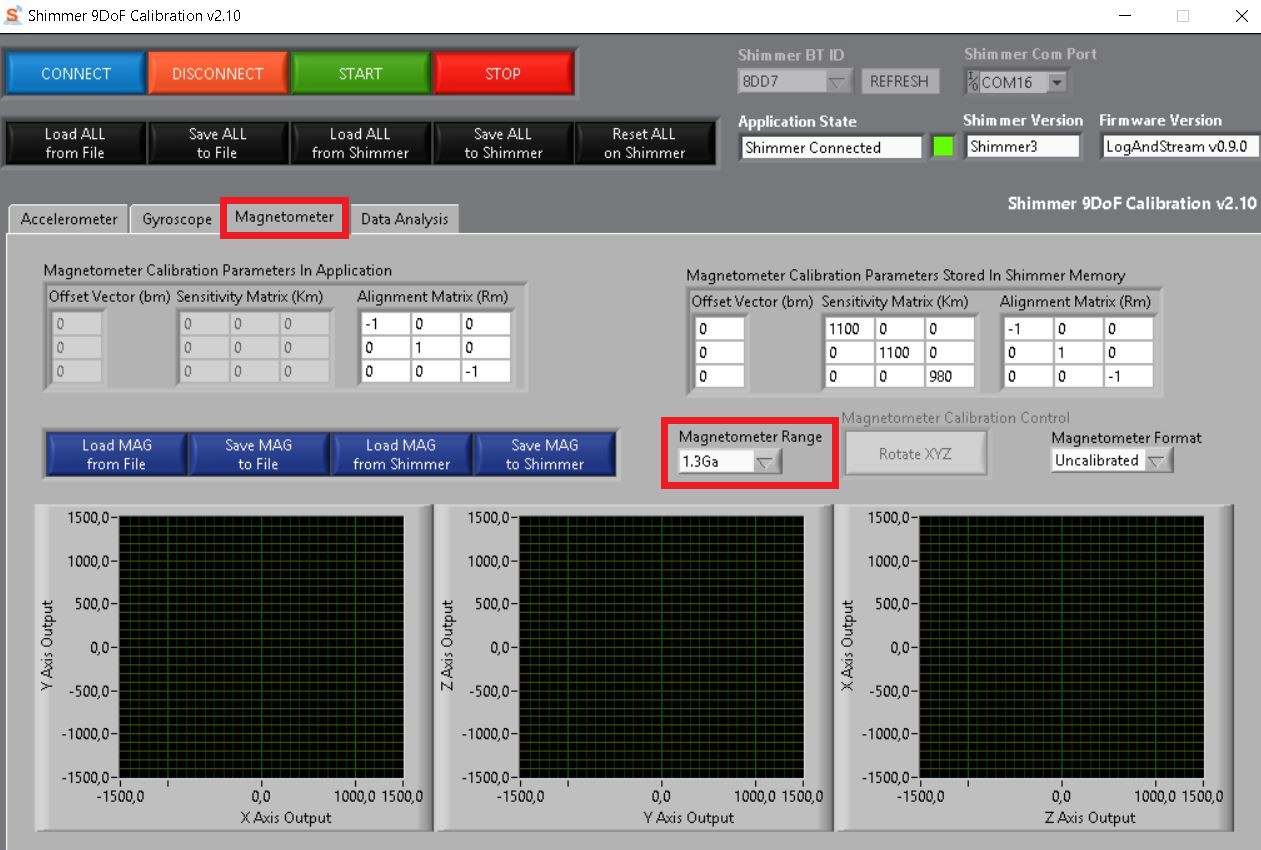 Shimmer 9DoF Calibration v2.10
CONNECT
DISCONNECT
START
STOP
Shimmer BT ID
8DD7
REFRESH
Shimmer Com Port
COM16
Load ALL
from File
Save ALL
to File
Load ALL
from Shimmer
Save ALL
to Shimmer
Reset ALL
on Shimmer
Application State
Shimmer Connected
Shimmer Version
Shimmer3
Firmware Version
LogAndStream v0.9.0
Shimmer 9DoF Calibration v2.10
Accelerometer
Gyroscope
Magnetometer
Data Analysis
Magnetometer Calibration Parameters In Application
Offset Vector (bm) Sensitivity Matrix (Km) Alignment Matrix (Rm)
0 0 0 0 -1 0 0
0 0 0 0 0 1 0
0 0 0 0 0 0 -1
Magnetometer Calibration Parameters Stored In Shimmer Memory
Offset Vector (bm) Sensitivity Matrix (Km) Alignment Matrix (Rm)
0 1100 0 0 -1 0 0
0 0 1100 0 0 1 0
0 0 0 980 0 0 -1
Load MAG
from File
Save MAG
to File
Load MAG
from Shimmer
Save MAG
to Shimmer
Magnetometer Range
1.3Ga
Magnetometer Calibration Control
Rotate XYZ
Magnetometer Format
Uncalibrated
Y Axis Output
1500,0
1000,0
500,0
0,0
-500,0
-1000,0
-1500,0
-1500,0 0,0 1000,0 1500,0
X Axis Output
Z Axis Output
1500,0
1000,0
500,0
0,0
-500,0
-1000,0
-1500,0
-1500,0 0,0 1000,0 1500,0
Y Axis Output
X Axis Output
1500,0
1000,0
500,0
0,0
-500,0
-1000,0
-1500,0
-1500,0 0,0 1000,0 1500,0
Z Axis Output